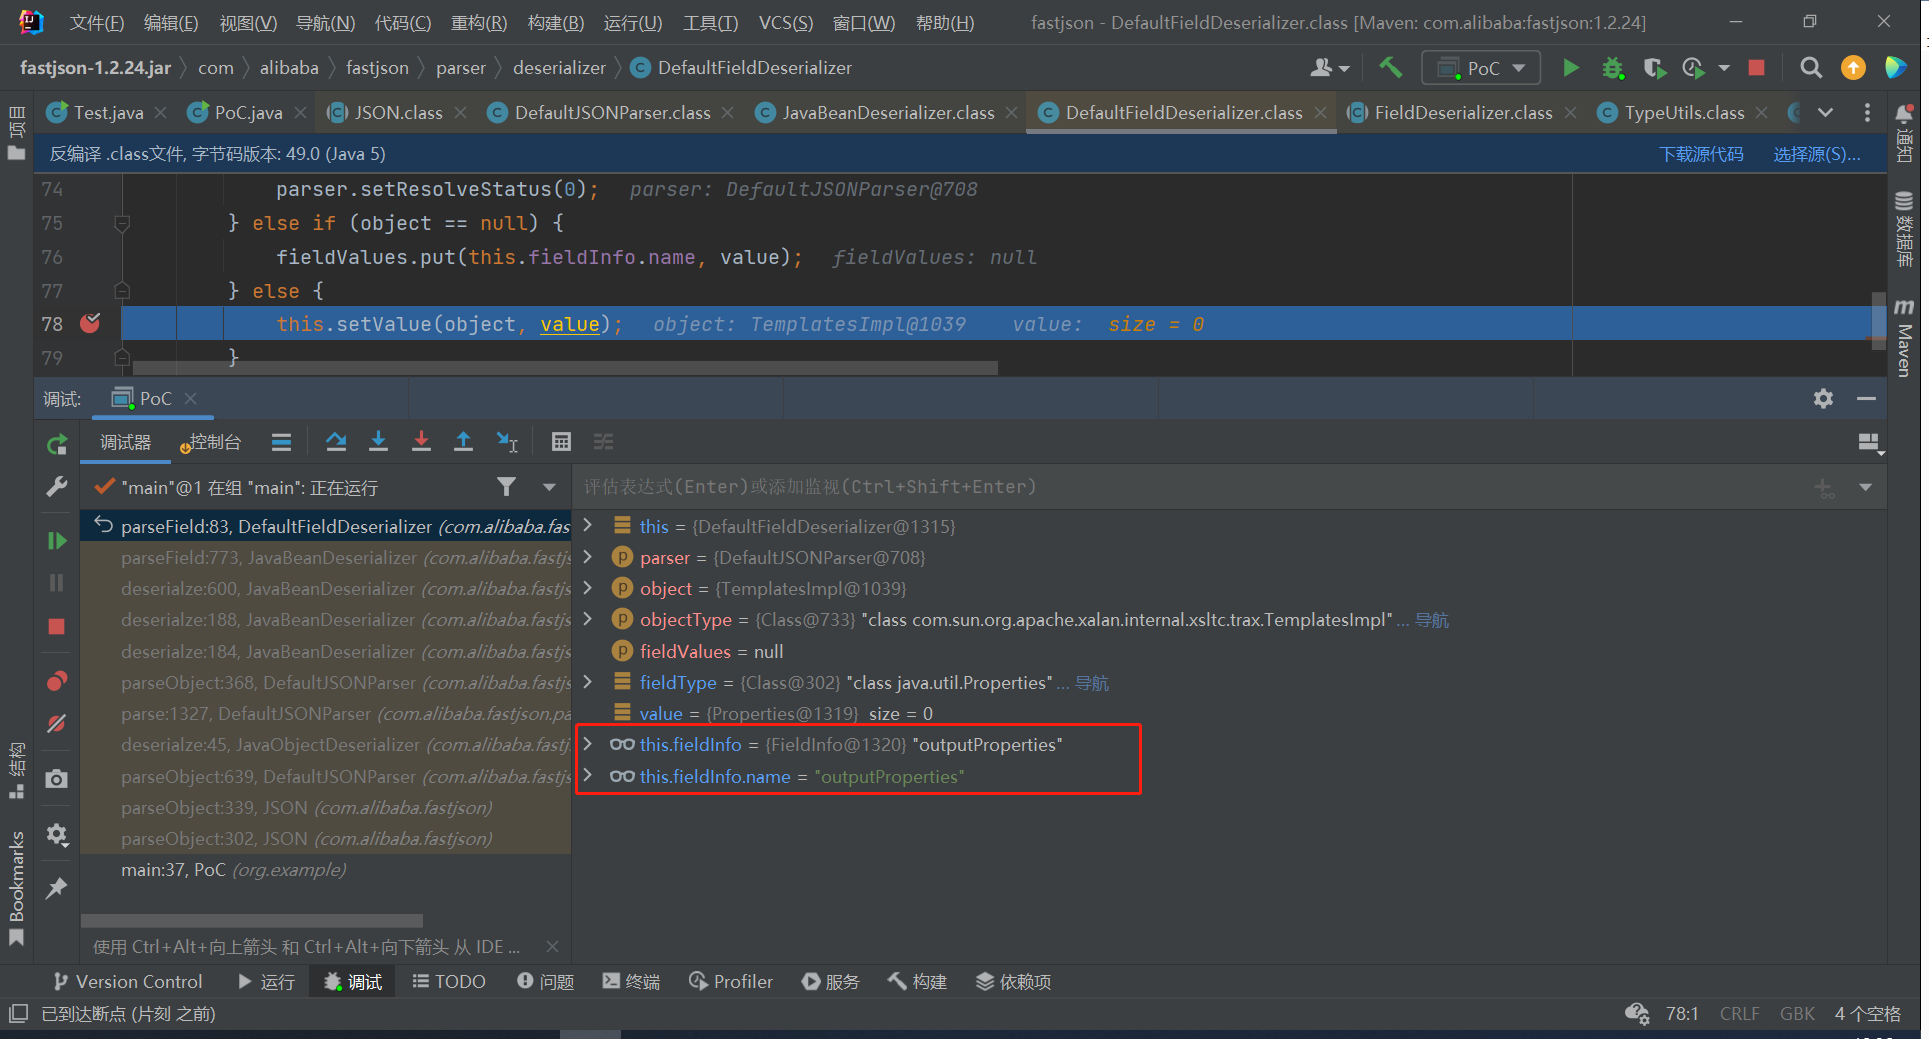 文件(F) 编辑(E) 视图(V) 导航(N) 代码(C) 重构(R) 构建(B) 运行(U) 工具(T) VCS(S) 窗口(W) 帮助(H) fastjson - DefaultFieldDeserializer.class [Maven: com.alibaba:fastjson:1.2.24]
fastjson-1.2.24.jar com alibaba fastjson parser deserializer DefaultFieldDeserializer PoC
项目 Test.java PoC.java JSON.class DefaultJSONParser.class JavaBeanDeserializer.class DefaultFieldDeserializer.class FieldDeserializer.class TypeUtils.class 通知
反编译 .class文件, 字节码版本: 49.0 (Java 5) 下载源代码 选择源(S)...
74 parser.setResolveStatus(0); parser: DefaultJSONParser@708
75 } else if (object == null) {
76 fieldValues.put(this.fieldInfo.name, value); fieldValues: null
77 } else {
78 this.setValue(object, value); object: TemplatesImpl@1039 value: size = 0
79 }
数据库
Maven
调试: PoC
调试器 控制台
"main"@1 在组 "main": 正在运行 评估表达式(Enter)或添加监视(Ctrl+Shift+Enter)
parseField:83, DefaultFieldDeserializer (com.alibaba.fas
parseField:773, JavaBeanDeserializer (com.alibaba.fastjs
deserialze:600, JavaBeanDeserializer (com.alibaba.fastjs
deserialze:188, JavaBeanDeserializer (com.alibaba.fastjs
deserialze:184, JavaBeanDeserializer (com.alibaba.fastjs
parseObject:368, DefaultJSONParser (com.alibaba.fastjs
parse:1327, DefaultJSONParser (com.alibaba.fastjson.pa
deserialze:45, JavaObjectDeserializer (com.alibaba.fastj
parseObject:639, DefaultJSONParser (com.alibaba.fastjs
parseObject:339, JSON (com.alibaba.fastjson)
parseObject:302, JSON (com.alibaba.fastjson)
main:37, PoC (org.example)
this = {DefaultFieldDeserializer@1315}
parser = {DefaultJSONParser@708}
object = {TemplatesImpl@1039}
objectType = {Class@733} "class com.sun.org.apache.xalan.internal.xsltc.trax.TemplatesImpl" ... 导航
fieldValues = null
fieldType = {Class@302} "class java.util.Properties" ... 导航
value = {Properties@1319} size = 0
this.fieldInfo = {FieldInfo@1320} "outputProperties"
this.fieldInfo.name = "outputProperties"
结构
Bookmarks
使用 Ctrl+Alt+向上箭头 和 Ctrl+Alt+向下箭头 从 IDE ...
Version Control 运行 调试 TODO 问题 终端 Profiler 服务 构建 依赖项
已到达断点 (片刻 之前) 78:1 CRLF GBK 4 个空格